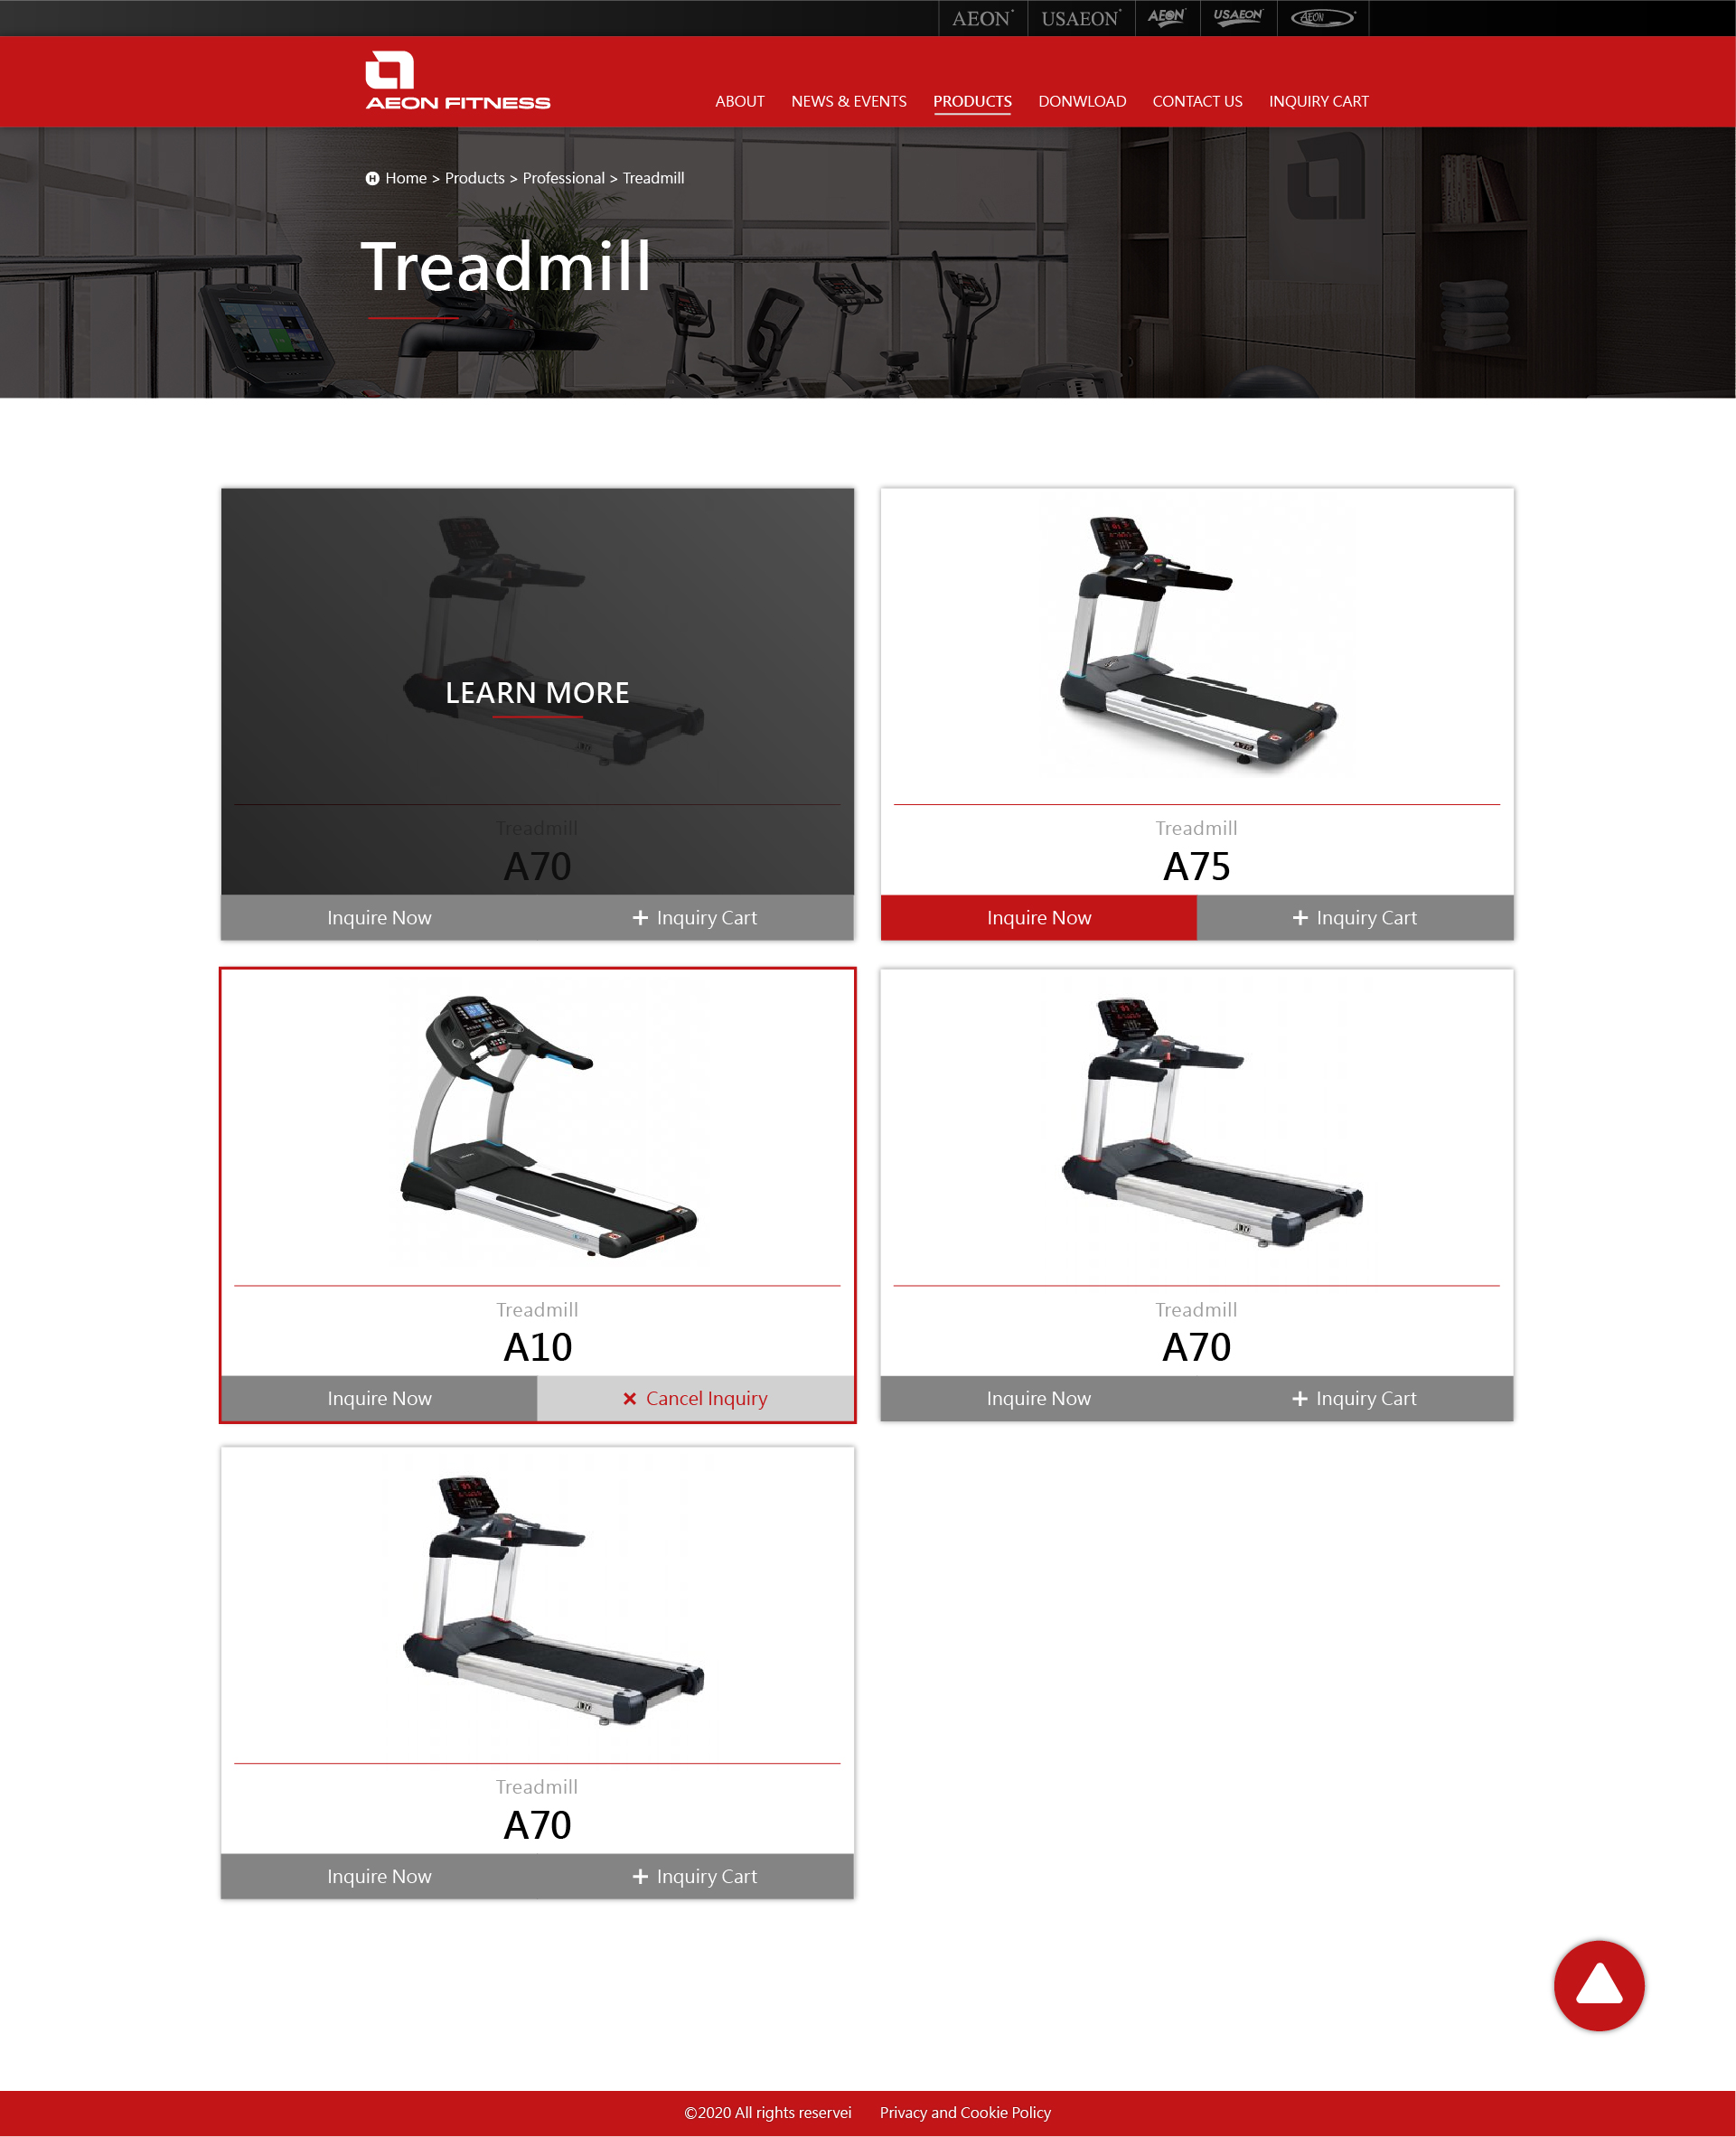 AEON USAEON AEON USAEON AEON
AEON FITNESS
ABOUT NEWS & EVENTS PRODUCTS DONWLOAD CONTACT US INQUIRY CART
Home > Products > Professional > Treadmill
Treadmill
LEARN MORE
Treadmill
A70
Inquire Now + Inquiry Cart
Treadmill
A75
Inquire Now + Inquiry Cart
Treadmill
A10
Inquire Now × Cancel Inquiry
Treadmill
A70
Inquire Now + Inquiry Cart
Treadmill
A70
Inquire Now + Inquiry Cart
©2020 All rights reservei Privacy and Cookie Policy